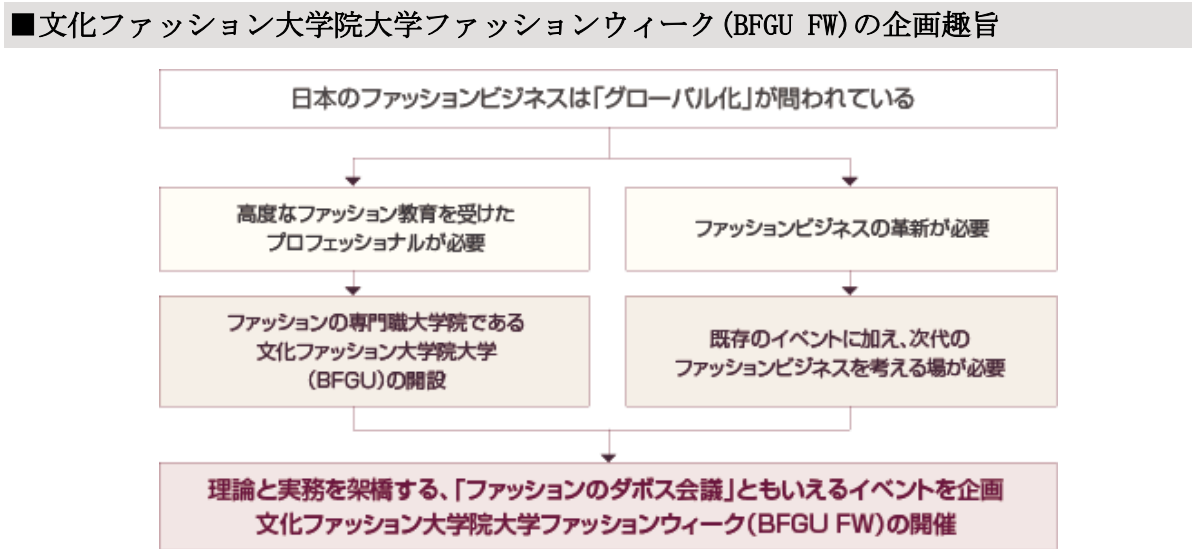 ■文化ファッション大学院大学ファッションウィーク(BFGU FW)の企画趣旨
日本のファッションビジネスは「グローバル化」が問われている
高度なファッション教育を受けた
プロフェッショナルが必要
ファッションビジネスの革新が必要
ファッションの専門職大学院である
文化ファッション大学院大学
(BFGU)の開設
既存のイベントに加え、次代の
ファッションビジネスを考える場が必要
理論と実務を架橋する、「ファッションのダボス会議」ともいえるイベントを企画
文化ファッション大学院大学ファッションウィーク(BFGU FW)の開催